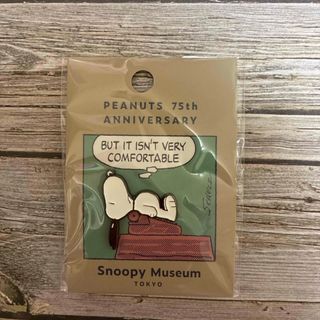 PEANUTS 75th
ANNIVERSARY
BUT IT ISN'T VERY
COMFORTABLE
Snoopy Museum
TOKYO